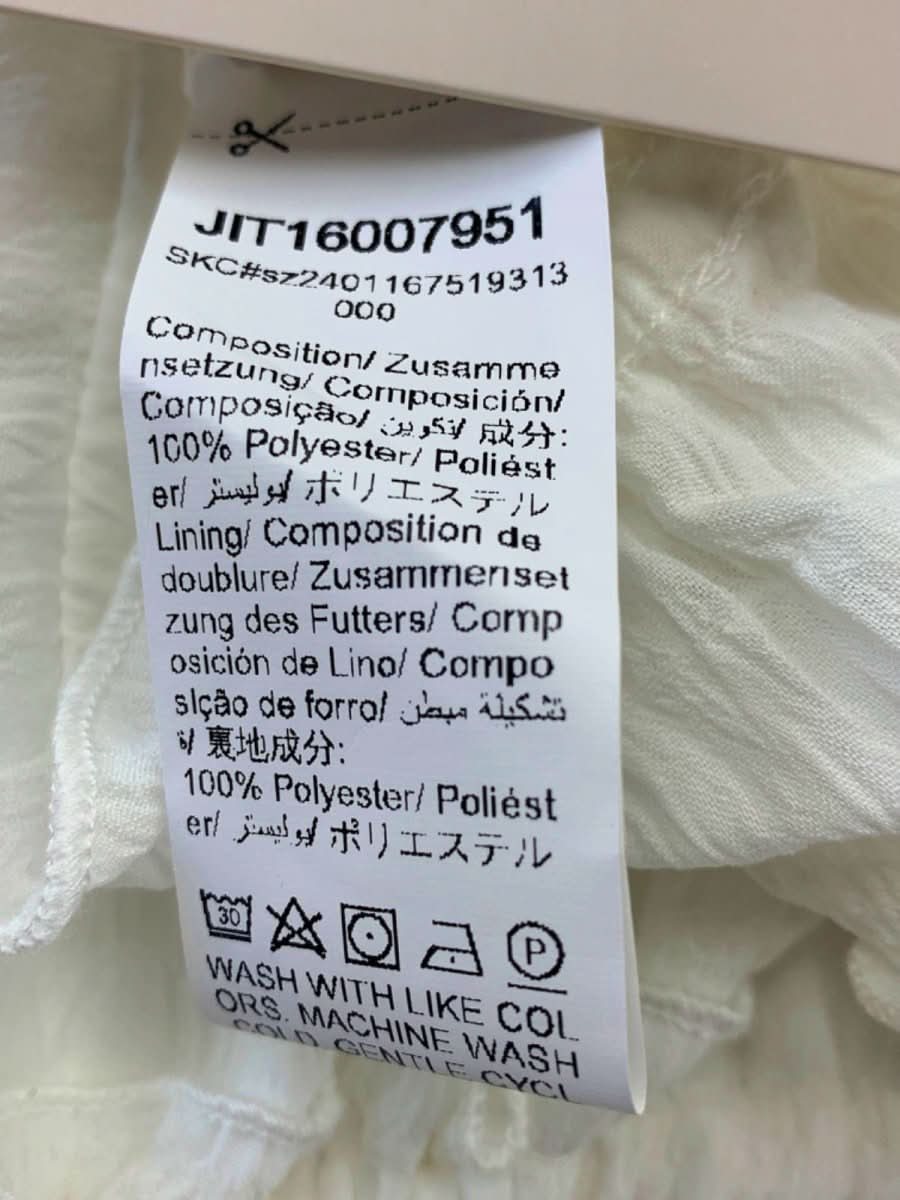 JIT16007951
SKC#sz2401167519313
000
Composition/ Zusamme
nsetzung/ Composición/
Composição/ تكوين/ 成分:
100% Polyester/ Poliést
er/ بوليستر/ ポリエステル
Lining/ Composition de
doublure/ Zusammenset
zung des Futters/ Comp
osición de Lino/ Compo
sição de forro/ تشكيلة مبطن
ة/ 裏地成分:
100% Polyester/ Poliést
er/ بوليستر/ ポリエステル
30 P
WASH WITH LIKE COL
ORS. MACHINE WASH
COLD, GENTLE CYCL